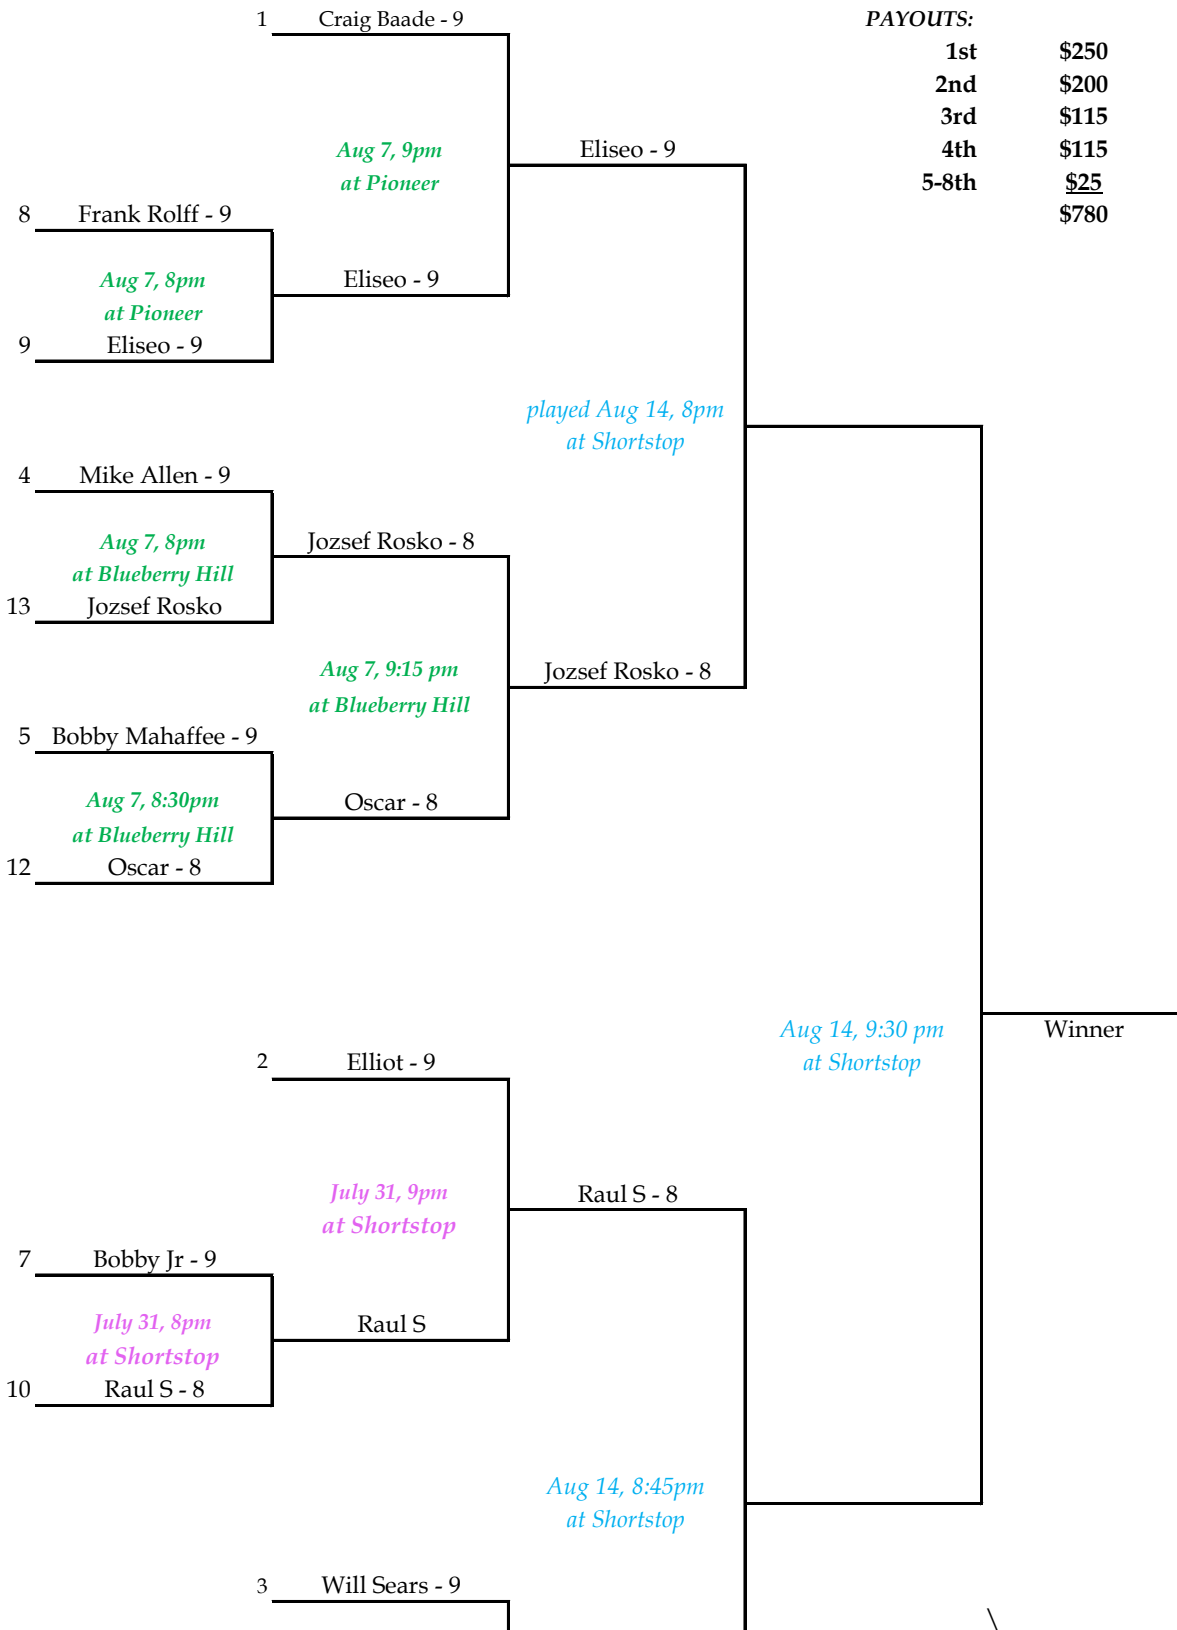 1 Craig Baade - 9
PAYOUTS:
1st $250
2nd $200
3rd $115
4th $115
5-8th $25
$780
Aug 7, 9pm
at Pioneer
Eliseo - 9
8 Frank Rolff - 9
Aug 7, 8pm
at Pioneer
Eliseo - 9
9 Eliseo - 9
played Aug 14, 8pm
at Shortstop
4 Mike Allen - 9
Aug 7, 8pm
at Blueberry Hill
Jozsef Rosko - 8
13 Jozsef Rosko
Aug 7, 9:15 pm
at Blueberry Hill
Jozsef Rosko - 8
5 Bobby Mahaffee - 9
Aug 7, 8:30pm
at Blueberry Hill
Oscar - 8
12 Oscar - 8
Aug 14, 9:30 pm
at Shortstop
Winner
2 Elliot - 9
July 31, 9pm
at Shortstop
Raul S - 8
7 Bobby Jr - 9
July 31, 8pm
at Shortstop
Raul S
10 Raul S - 8
Aug 14, 8:45pm
at Shortstop
3 Will Sears - 9
\